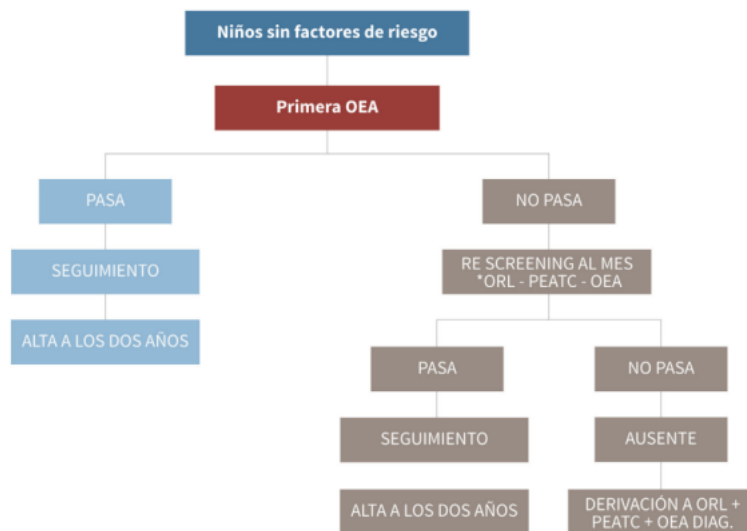 Niños sin factores de riesgo
Primera OEA
PASA
NO PASA
SEGUIMIENTO
RE SCREENING AL MES
*ORL - PEATC - OEA
ALTA A LOS DOS AÑOS
PASA
NO PASA
SEGUIMIENTO
AUSENTE
ALTA A LOS DOS AÑOS
DERIVACIÓN A ORL +
PEATC + OEA DIAG.